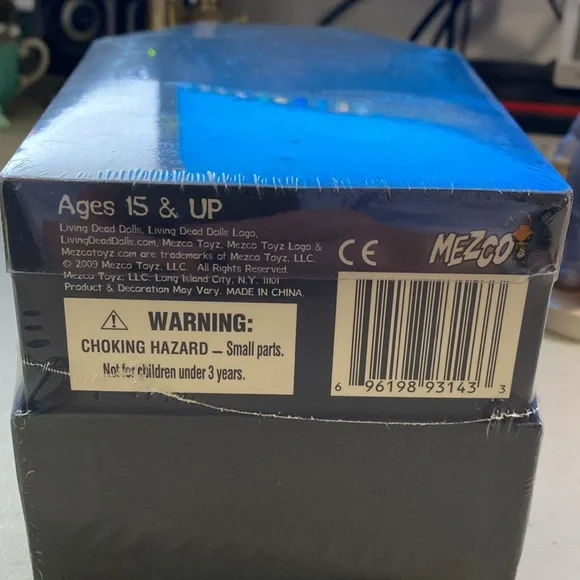 Ages 15 & UP
Living Dead Dolls, Living Dead Dolls Logo,
LivingDeadDolls.com, Mezco Toyz, Mezco Toyz Logo &
Mezcotoyz.com are trademarks of Mezco Toyz, LLC.
© 2009 Mezco Toyz, LLC. All Rights Reserved.
Mezco Toyz, LLC. Long Island City, N.Y. 11101
Product & Decoration May Vary. MADE IN CHINA.
CE
MEZCO
WARNING:
CHOKING HAZARD – Small parts.
Not for children under 3 years.
6 96198 93143 3